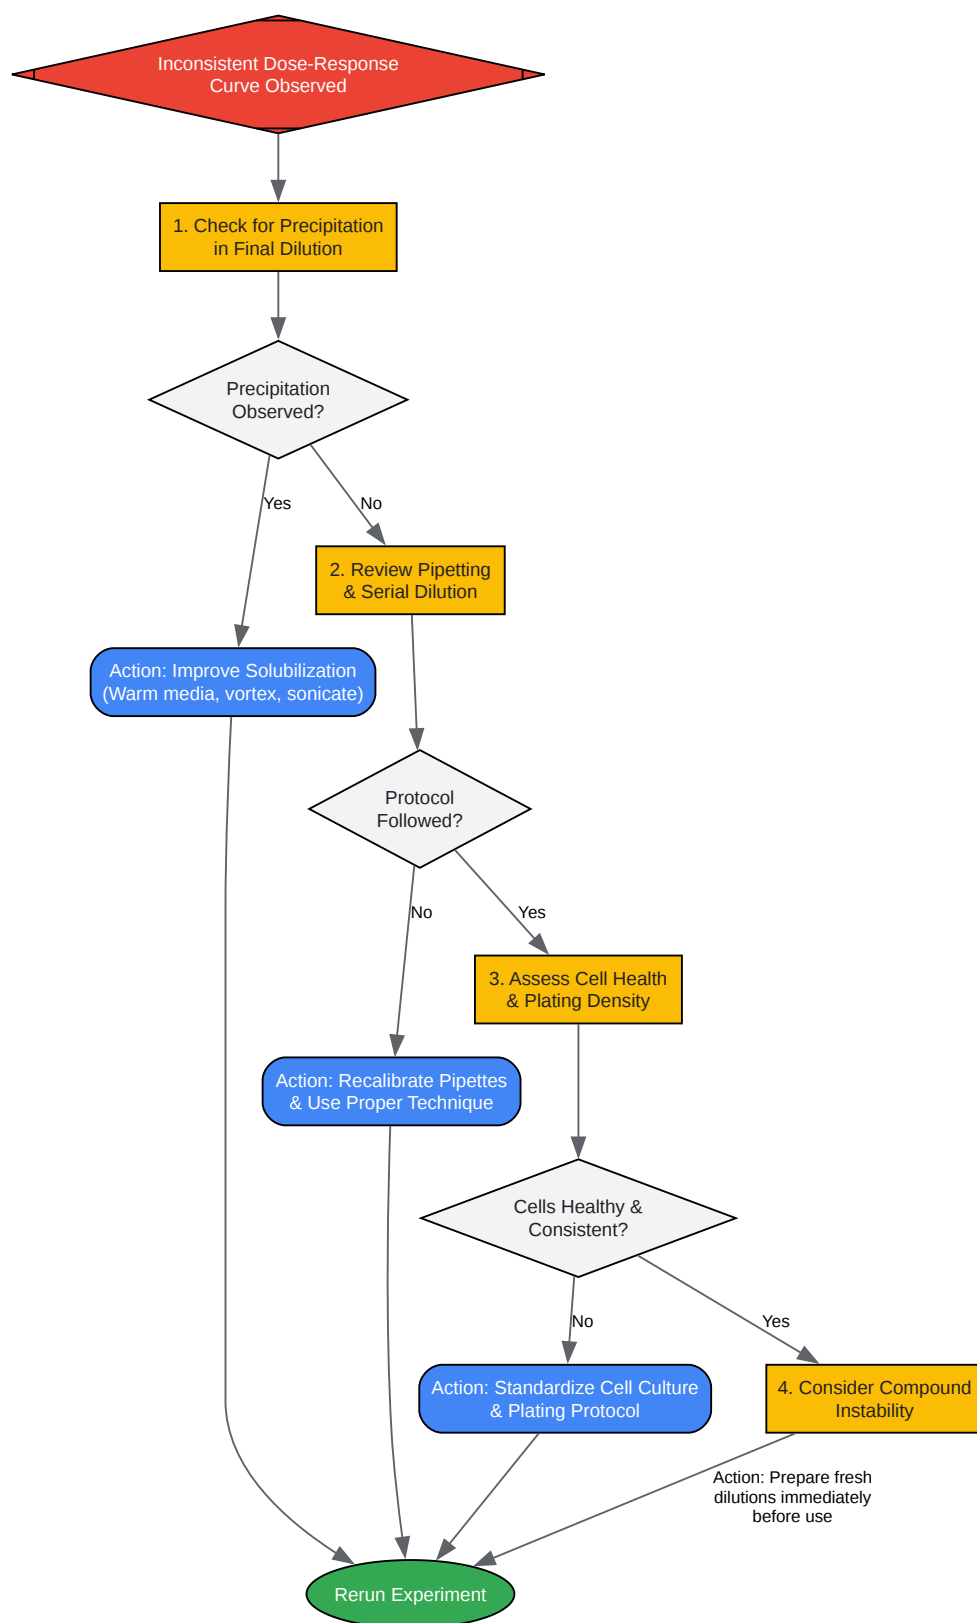 Inconsistent Dose-Response
Curve Observed
1. Check for Precipitation
in Final Dilution
Precipitation
Observed?
Yes
No
2. Review Pipetting
& Serial Dilution
Action: Improve Solubilization
(Warm media, vortex, sonicate)
Protocol
Followed?
No
Yes
3. Assess Cell Health
& Plating Density
Action: Recalibrate Pipettes
& Use Proper Technique
Cells Healthy &
Consistent?
No
Yes
Action: Standardize Cell Culture
& Plating Protocol
4. Consider Compound
Instability
Action: Prepare fresh
dilutions immediately
before use
Rerun Experiment